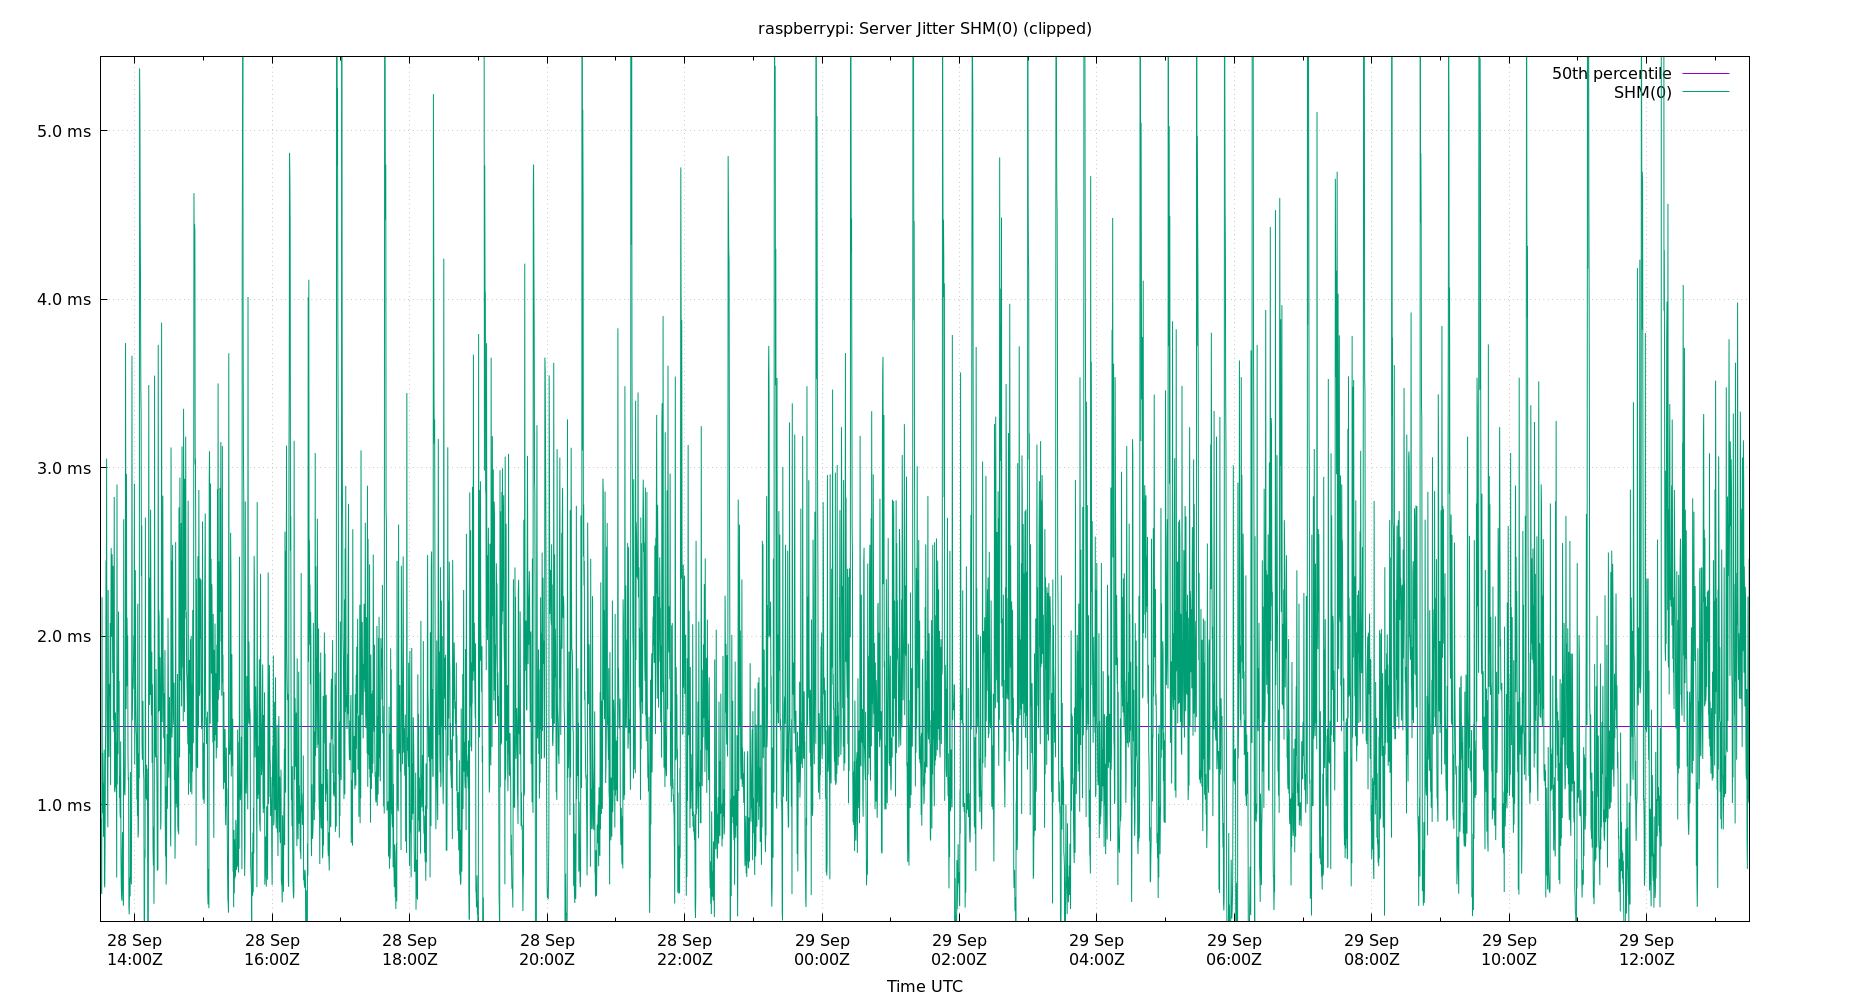 raspberrypi: Server Jitter SHM(0) (clipped)
50th percentile
SHM(0)
5.0 ms
4.0 ms
3.0 ms
2.0 ms
1.0 ms
28 Sep 28 Sep 28 Sep 28 Sep 28 Sep 29 Sep 29 Sep 29 Sep 29 Sep 29 Sep 29 Sep 29 Sep
14:00Z 16:00Z 18:00Z 20:00Z 22:00Z 00:00Z 02:00Z 04:00Z 06:00Z 08:00Z 10:00Z 12:00Z
Time UTC